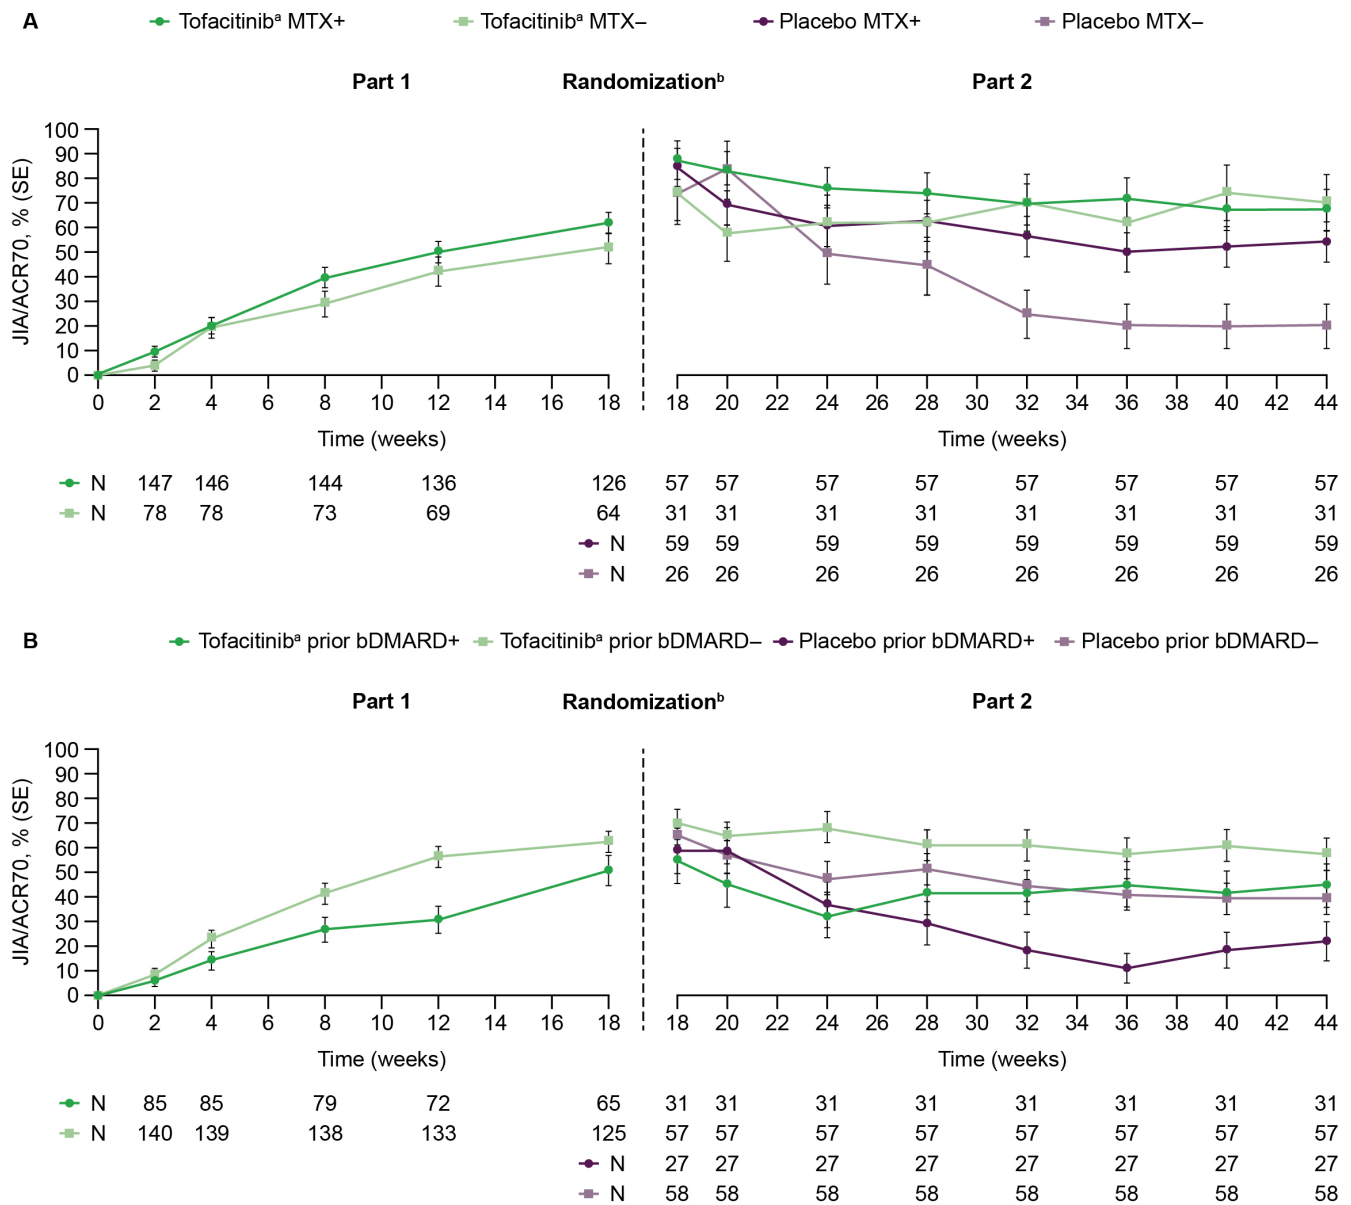 A
Tofacitinibᵃ MTX+ Tofacitinibᵃ MTX– Placebo MTX+ Placebo MTX–
Part 1 Randomizationᵇ Part 2
JIA/ACR70, % (SE)
100
90
80
70
60
50
40
30
20
10
0
0 2 4 6 8 10 12 14 16 18 18 20 22 24 26 28 30 32 34 36 38 40 42 44
Time (weeks) Time (weeks)
N 147 146 144 136 126 57 57 57 57 57 57 57 57
N 78 78 73 69 64 31 31 31 31 31 31 31 31
N 59 59 59 59 59 59 59 59
N 26 26 26 26 26 26 26 26
B
Tofacitinibᵃ prior bDMARD+ Tofacitinibᵃ prior bDMARD– Placebo prior bDMARD+ Placebo prior bDMARD–
Part 1 Randomizationᵇ Part 2
JIA/ACR70, % (SE)
100
90
80
70
60
50
40
30
20
10
0
0 2 4 6 8 10 12 14 16 18 18 20 22 24 26 28 30 32 34 36 38 40 42 44
Time (weeks) Time (weeks)
N 85 85 79 72 65 31 31 31 31 31 31 31 31
N 140 139 138 133 125 57 57 57 57 57 57 57 57
N 27 27 27 27 27 27 27 27
N 58 58 58 58 58 58 58 58